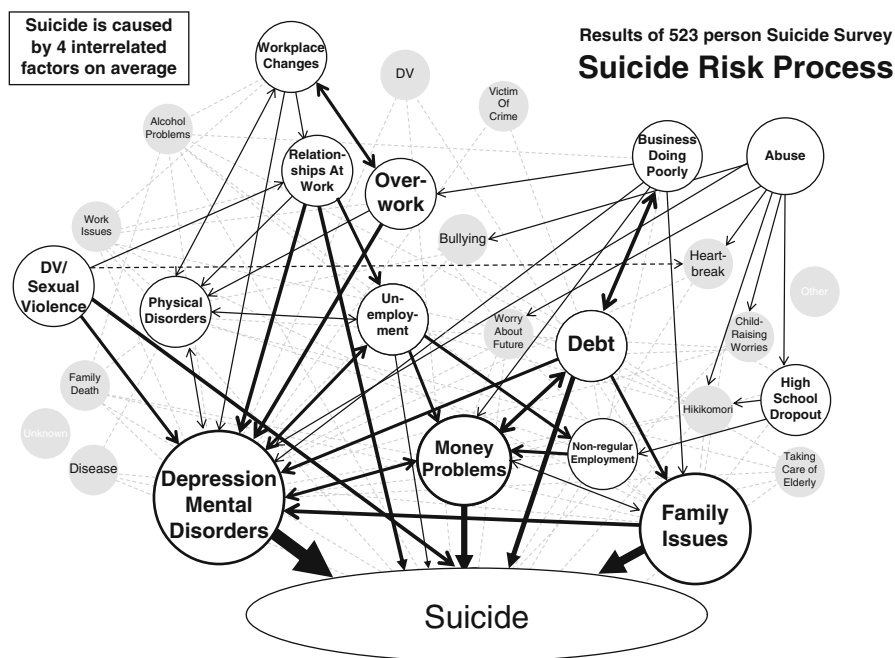 Suicide is caused
by 4 interrelated
factors on average
Results of 523 person Suicide Survey
Suicide Risk Process
Workplace
Changes
DV
Victim
Of
Crime
Alcohol
Problems
Relation-
ships At
Work
Over-
work
Business
Doing
Poorly
Abuse
Work
Issues
Bullying
Heart-
break
DV/
Sexual
Violence
Physical
Disorders
Un-
employ-
ment
Worry
About
Future
Debt
Other
Child-
Raising
Worries
Family
Death
Hikikomori
High
School
Dropout
Unknown
Disease
Depression
Mental
Disorders
Money
Problems
Non-regular
Employment
Taking
Care of
Elderly
Family
Issues
Suicide